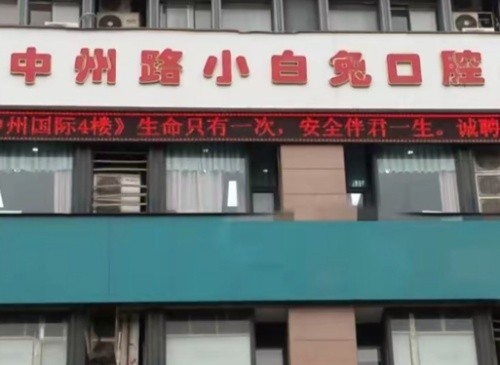 中州路小白兔口腔
州国际4楼》生命只有一次，安全伴君一生。诚聘